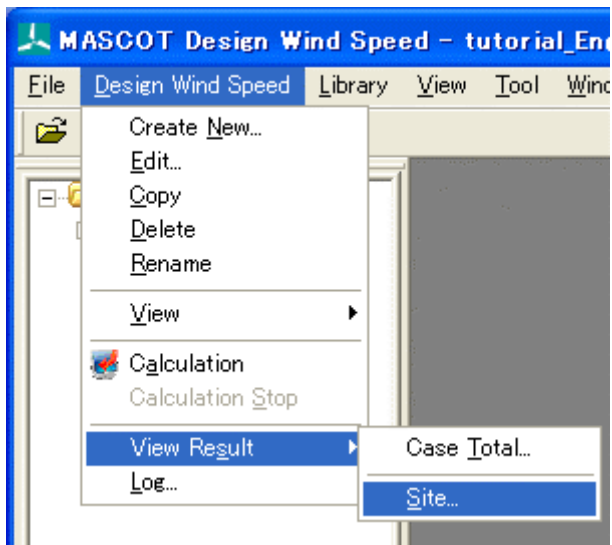 MASCOT Design Wind Speed - tutorial_En
File Design Wind Speed Library View Tool Wind
Create New...
Edit...
Copy
Delete
Rename
View
Calculation
Calculation Stop
View Result
Case Total...
Log...
Site...